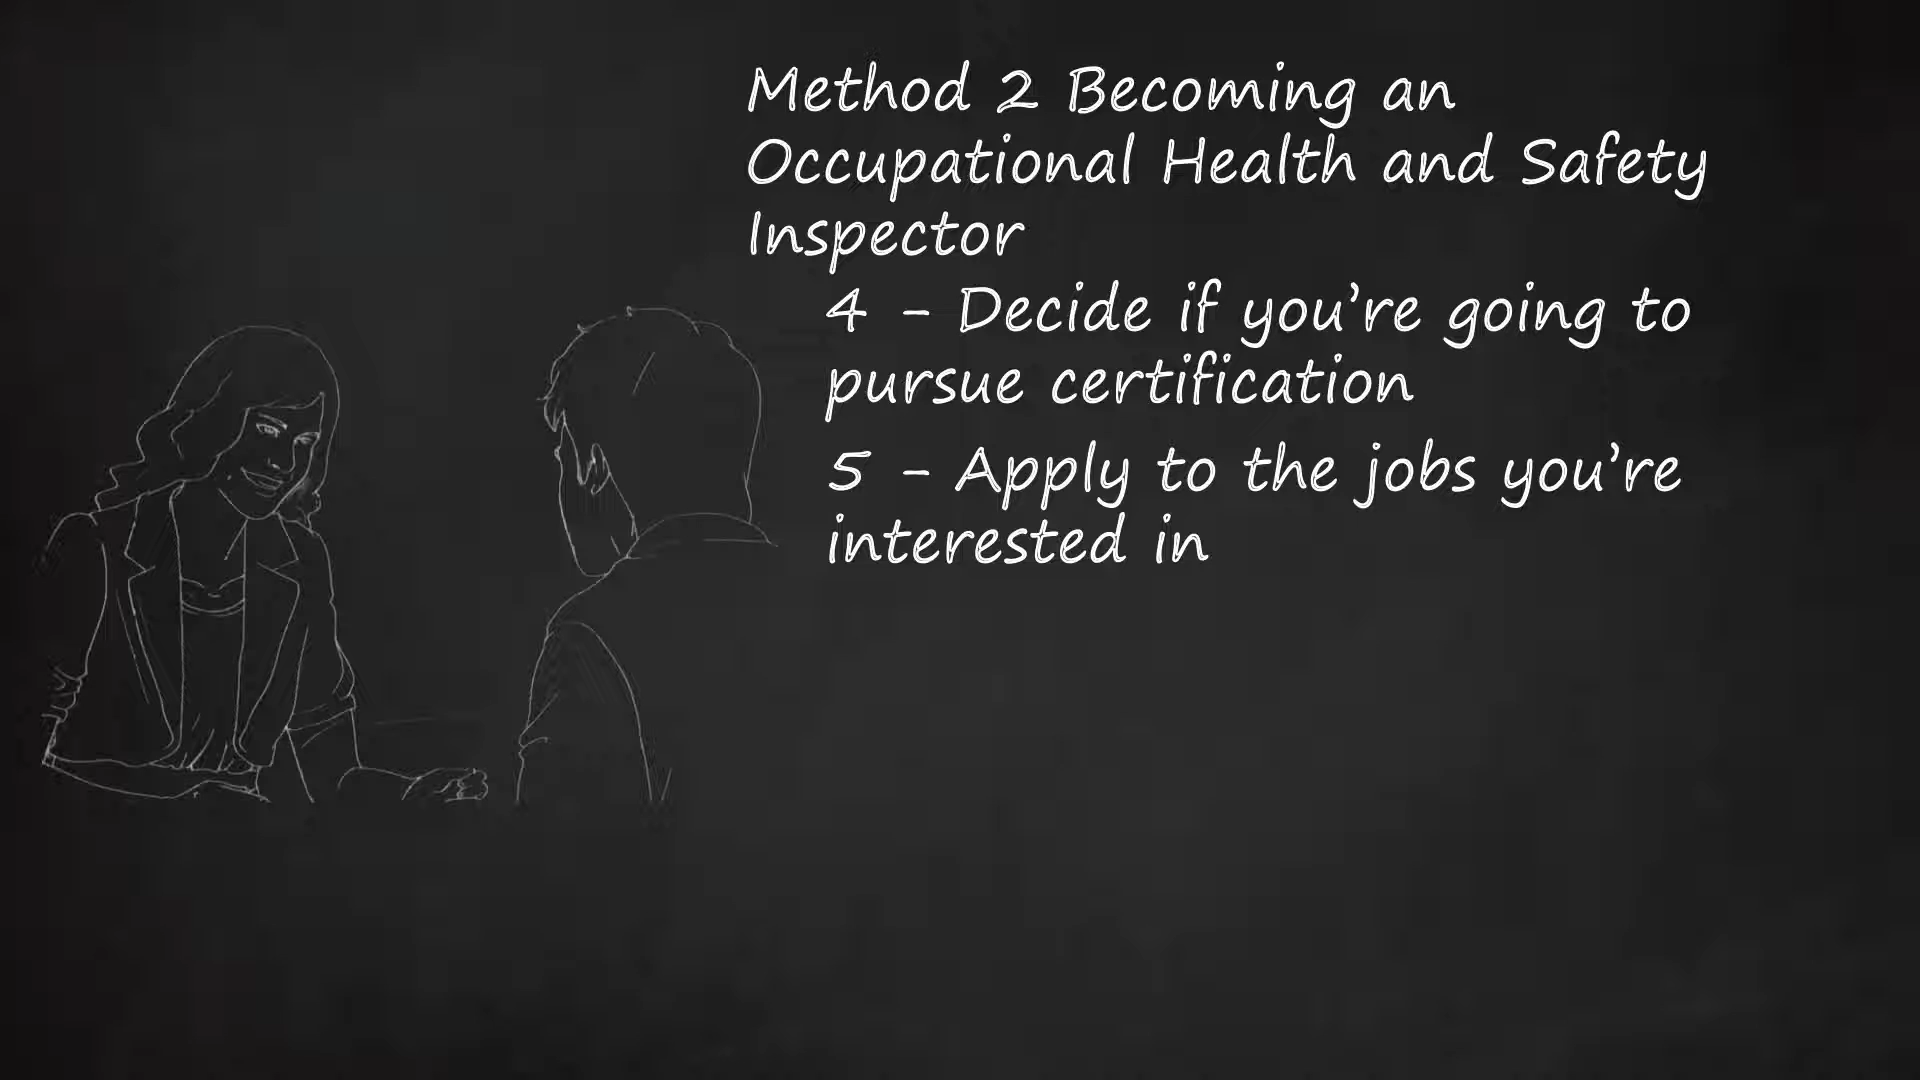 Method 2 Becoming an
Occupational Health and Safety
Inspector
4 - Decide if you’re going to
pursue certification
5 - Apply to the jobs you’re
interested in